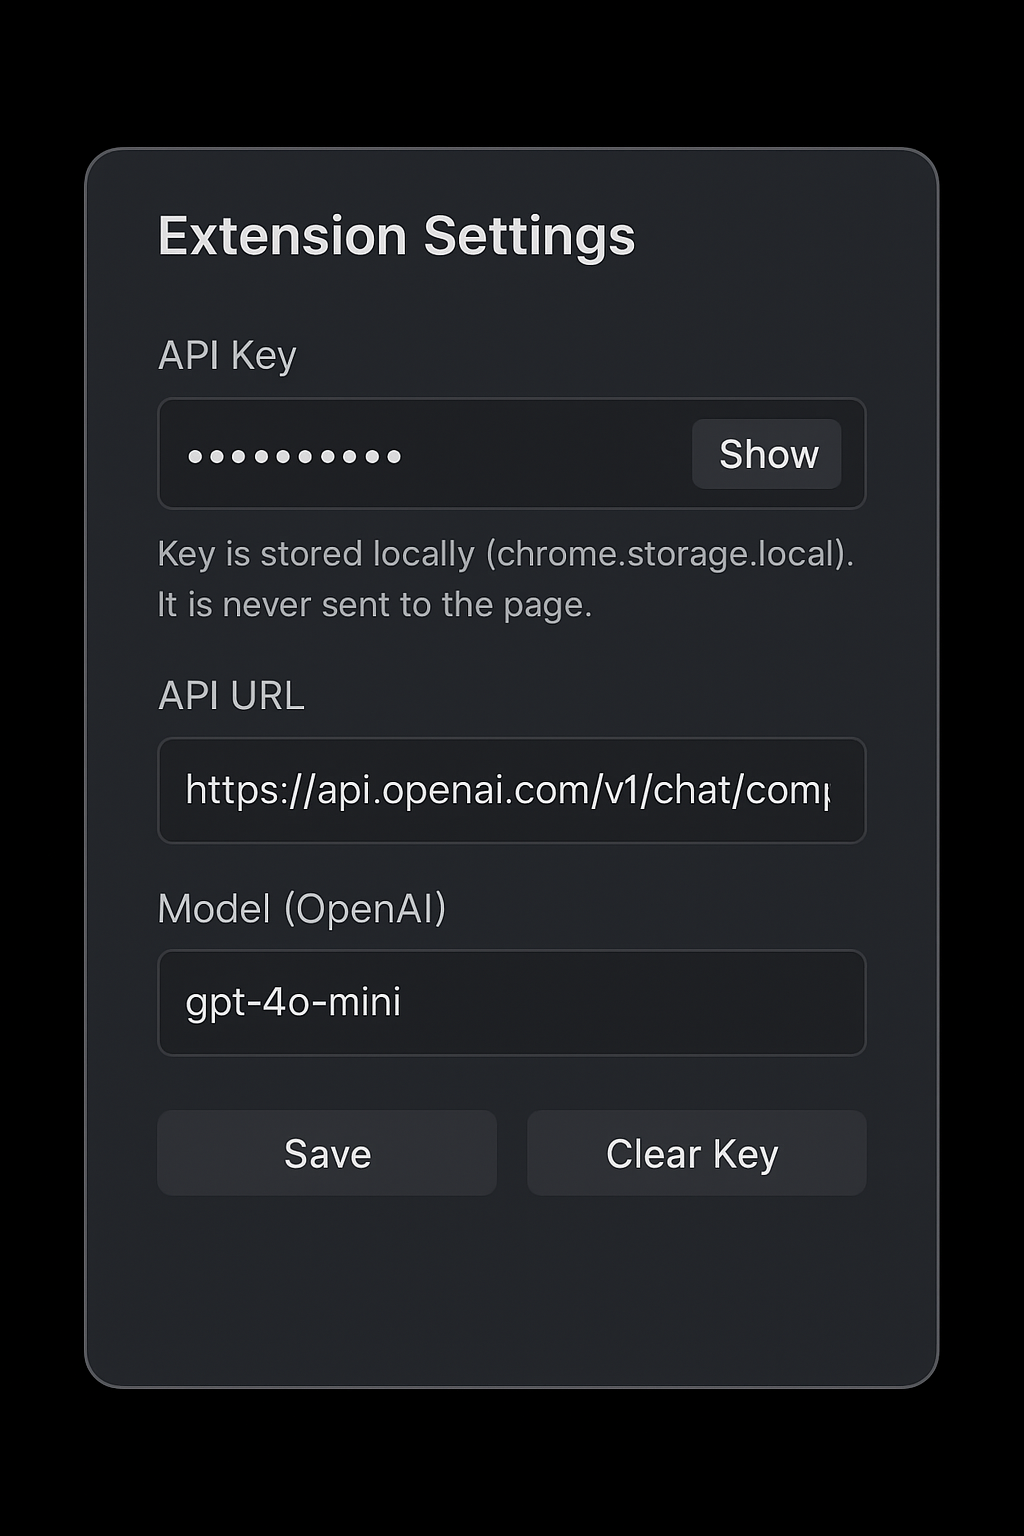 Extension Settings
API Key
••••••••••
Show
Key is stored locally (chrome.storage.local).
It is never sent to the page.
API URL
https://api.openai.com/v1/chat/com
Model (OpenAI)
gpt-4o-mini
Save
Clear Key